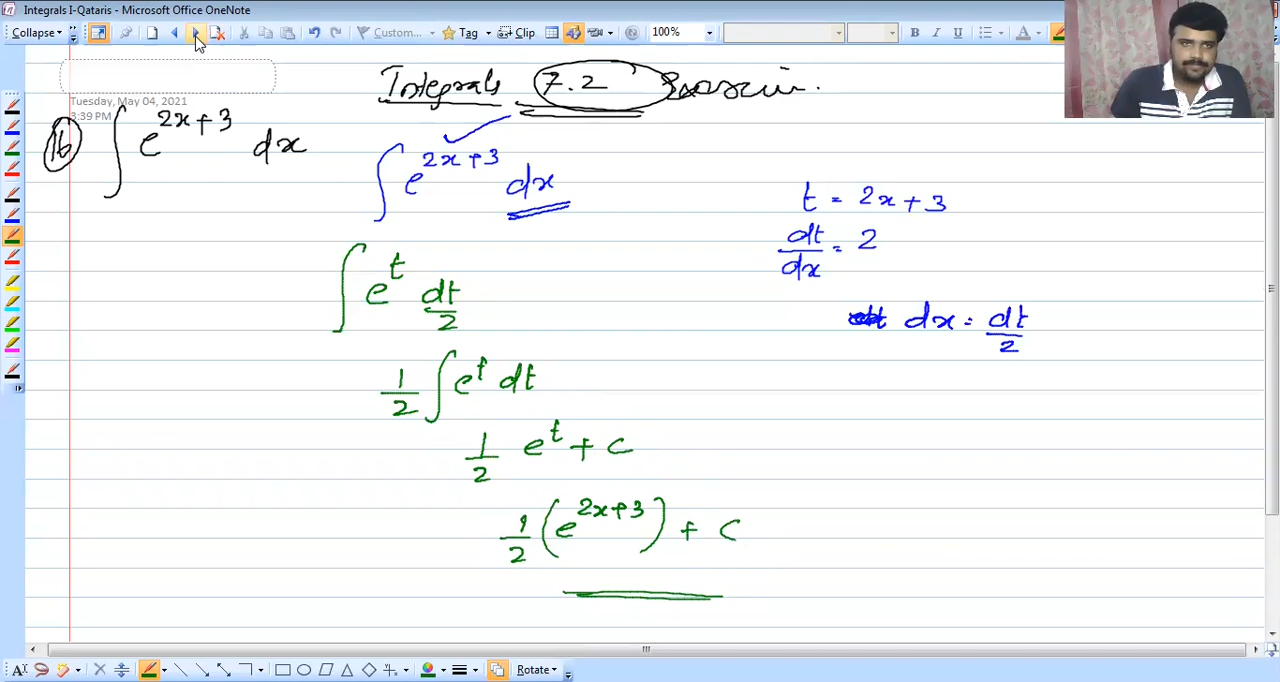 Integrals I-Qataris - Microsoft Office OneNote
Collapse Custom... Tag Clip 100% B I U A
Integrals 7.2
Tuesday, May 04, 2021
3:39 PM
16 ∫ e^{2x+3} dx
∫ e^{2x+3} dx
t = 2x+3
dt/dx = 2
∫ e^t dt/2
dx = dt/2
1/2 ∫ e^t dt
1/2 e^t + c
1/2 (e^{2x+3}) + c
Rotate